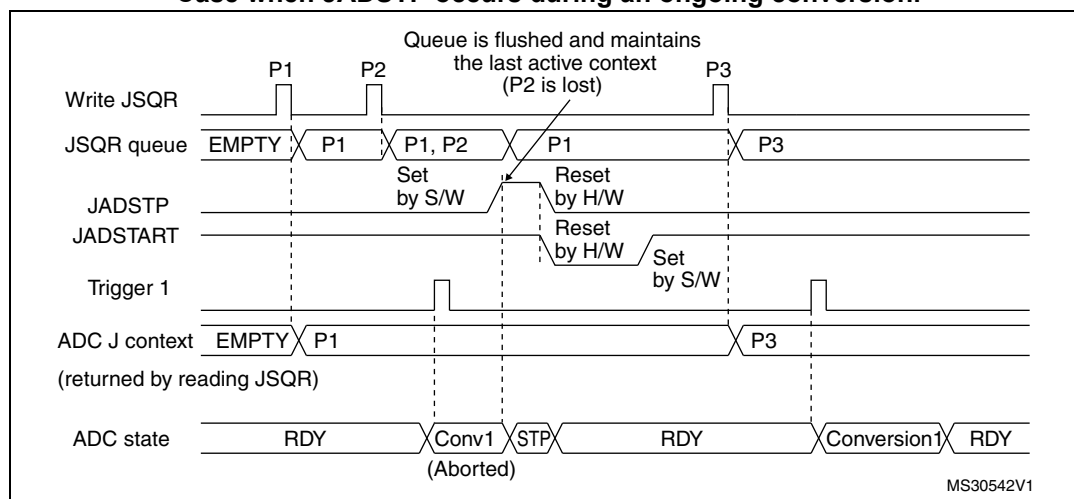 Case when JADSTP occurs during an ongoing conversion.
Queue is flushed and maintains
the last active context
(P2 is lost)
P1 P2 P3
Write JSQR
JSQR queue EMPTY P1 P1, P2 P1 P3
Set
by S/W
Reset
by H/W
JADSTP
JADSTART
Reset
by H/W
Set
by S/W
Trigger 1
ADC J context EMPTY P1 P3
(returned by reading JSQR)
ADC state RDY Conv1 STP RDY Conversion1 RDY
(Aborted)
MS30542V1